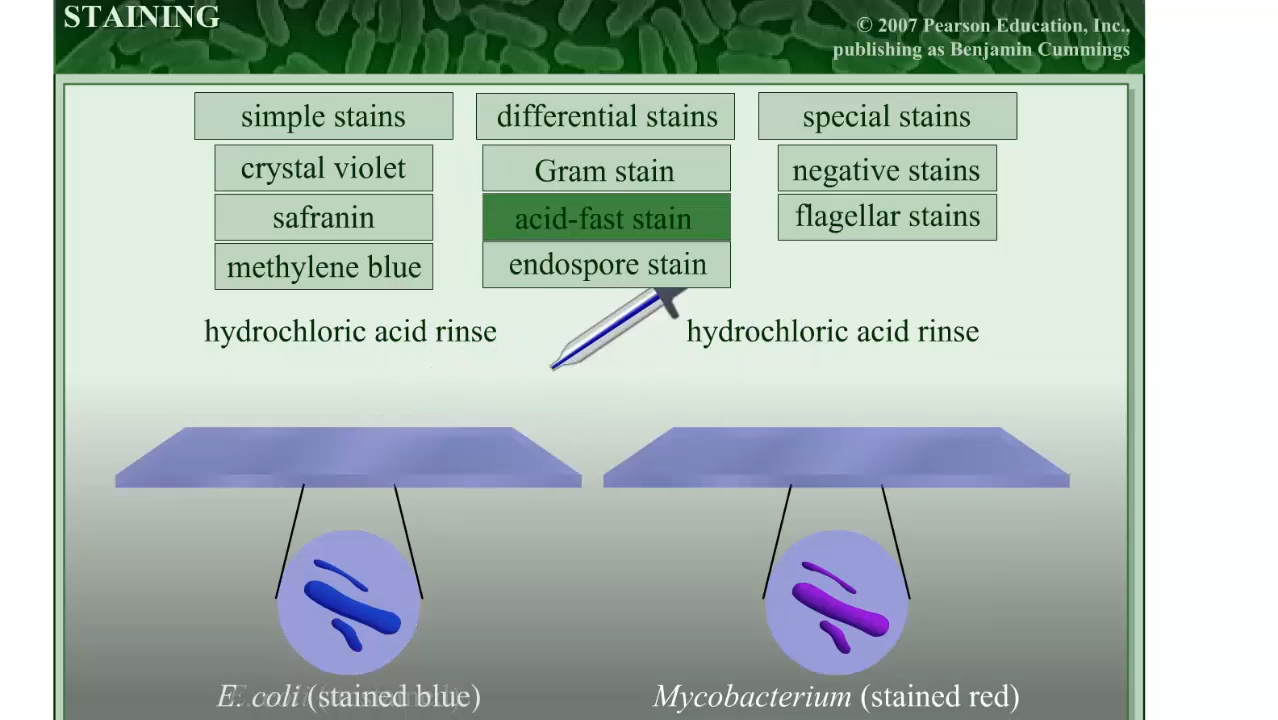 STAINING
© 2007 Pearson Education, Inc.,
publishing as Benjamin Cummings
simple stains
differential stains
special stains
crystal violet
Gram stain
negative stains
safranin
acid-fast stain
flagellar stains
methylene blue
endospore stain
hydrochloric acid rinse
hydrochloric acid rinse
E. coli (stained blue)
Mycobacterium (stained red)